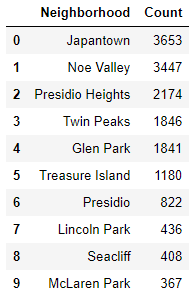 Neighborhood Count
0 Japantown 3653
1 Noe Valley 3447
2 Presidio Heights 2174
3 Twin Peaks 1846
4 Glen Park 1841
5 Treasure Island 1180
6 Presidio 822
7 Lincoln Park 436
8 Seacliff 408
9 McLaren Park 367